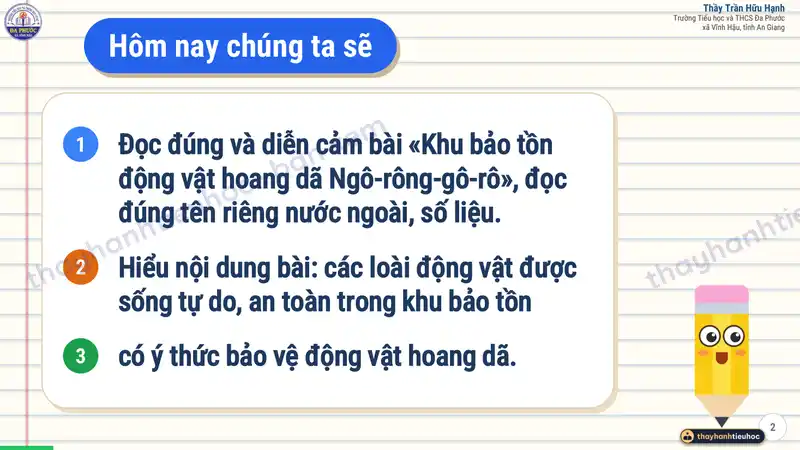 Thầy Trần Hữu Hạnh
Trường Tiểu học và THCS Đa Phước
xã Vĩnh Hậu, tỉnh An Giang
ĐA PHƯỚC
Hôm nay chúng ta sẽ
1 Đọc đúng và diễn cảm bài «Khu bảo tồn
động vật hoang dã Ngô-rông-gô-rô», đọc
đúng tên riêng nước ngoài, số liệu.
2 Hiểu nội dung bài: các loài động vật được
sống tự do, an toàn trong khu bảo tồn
3 có ý thức bảo vệ động vật hoang dã.
thayhanhtieuhoc
2